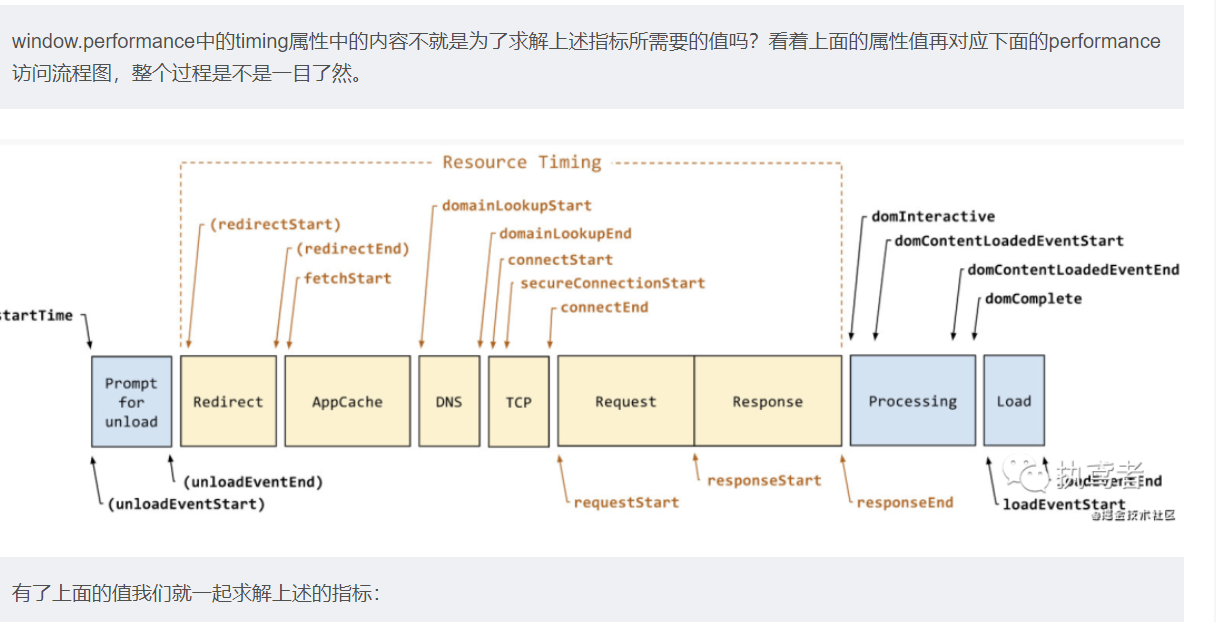 window.performance中的timing属性中的内容不就是为了求解上述指标所需要的值吗？看着上面的属性值再对应下面的performance
访问流程图，整个过程是不是一目了然。
Resource Timing
domainLookupStart
(redirectStart)
domInteractive
domainLookupEnd
domContentLoadedEventStart
(redirectEnd)
connectStart
domContentLoadedEventEnd
fetchStart
secureConnectionStart
domComplete
connectEnd
startTime
Prompt
for
unload
Redirect
AppCache
DNS
TCP
Request
Response
Processing
Load
(unloadEventEnd)
(unloadEventStart)
requestStart
responseStart
responseEnd
执鸢者
loadEventEnd
loadEventStart
@掘金技术社区
有了上面的值我们就一起求解上述的指标：